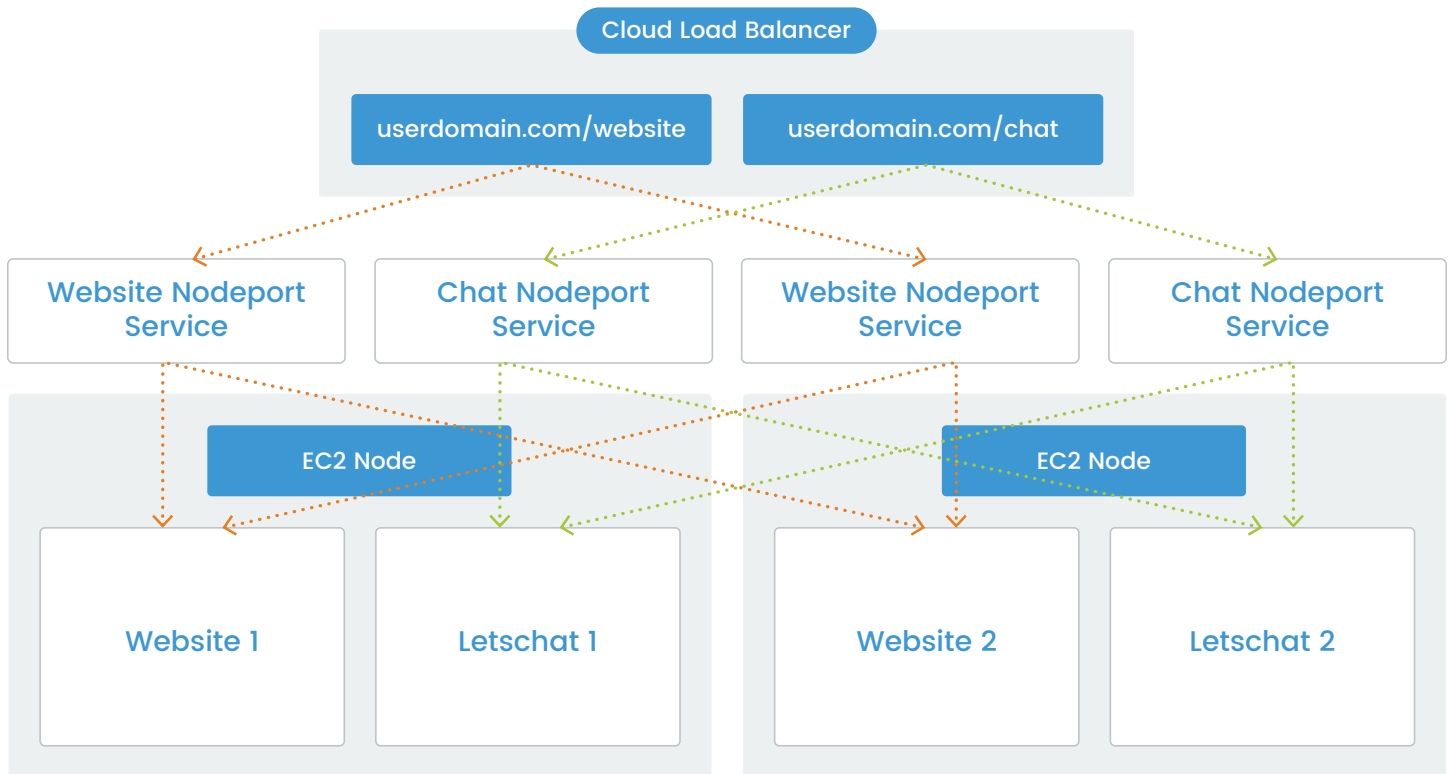 Cloud Load Balancer
userdomain.com/website
userdomain.com/chat
Website Nodeport
Service
Chat Nodeport
Service
Website Nodeport
Service
Chat Nodeport
Service
EC2 Node
EC2 Node
Website 1
Letschat 1
Website 2
Letschat 2